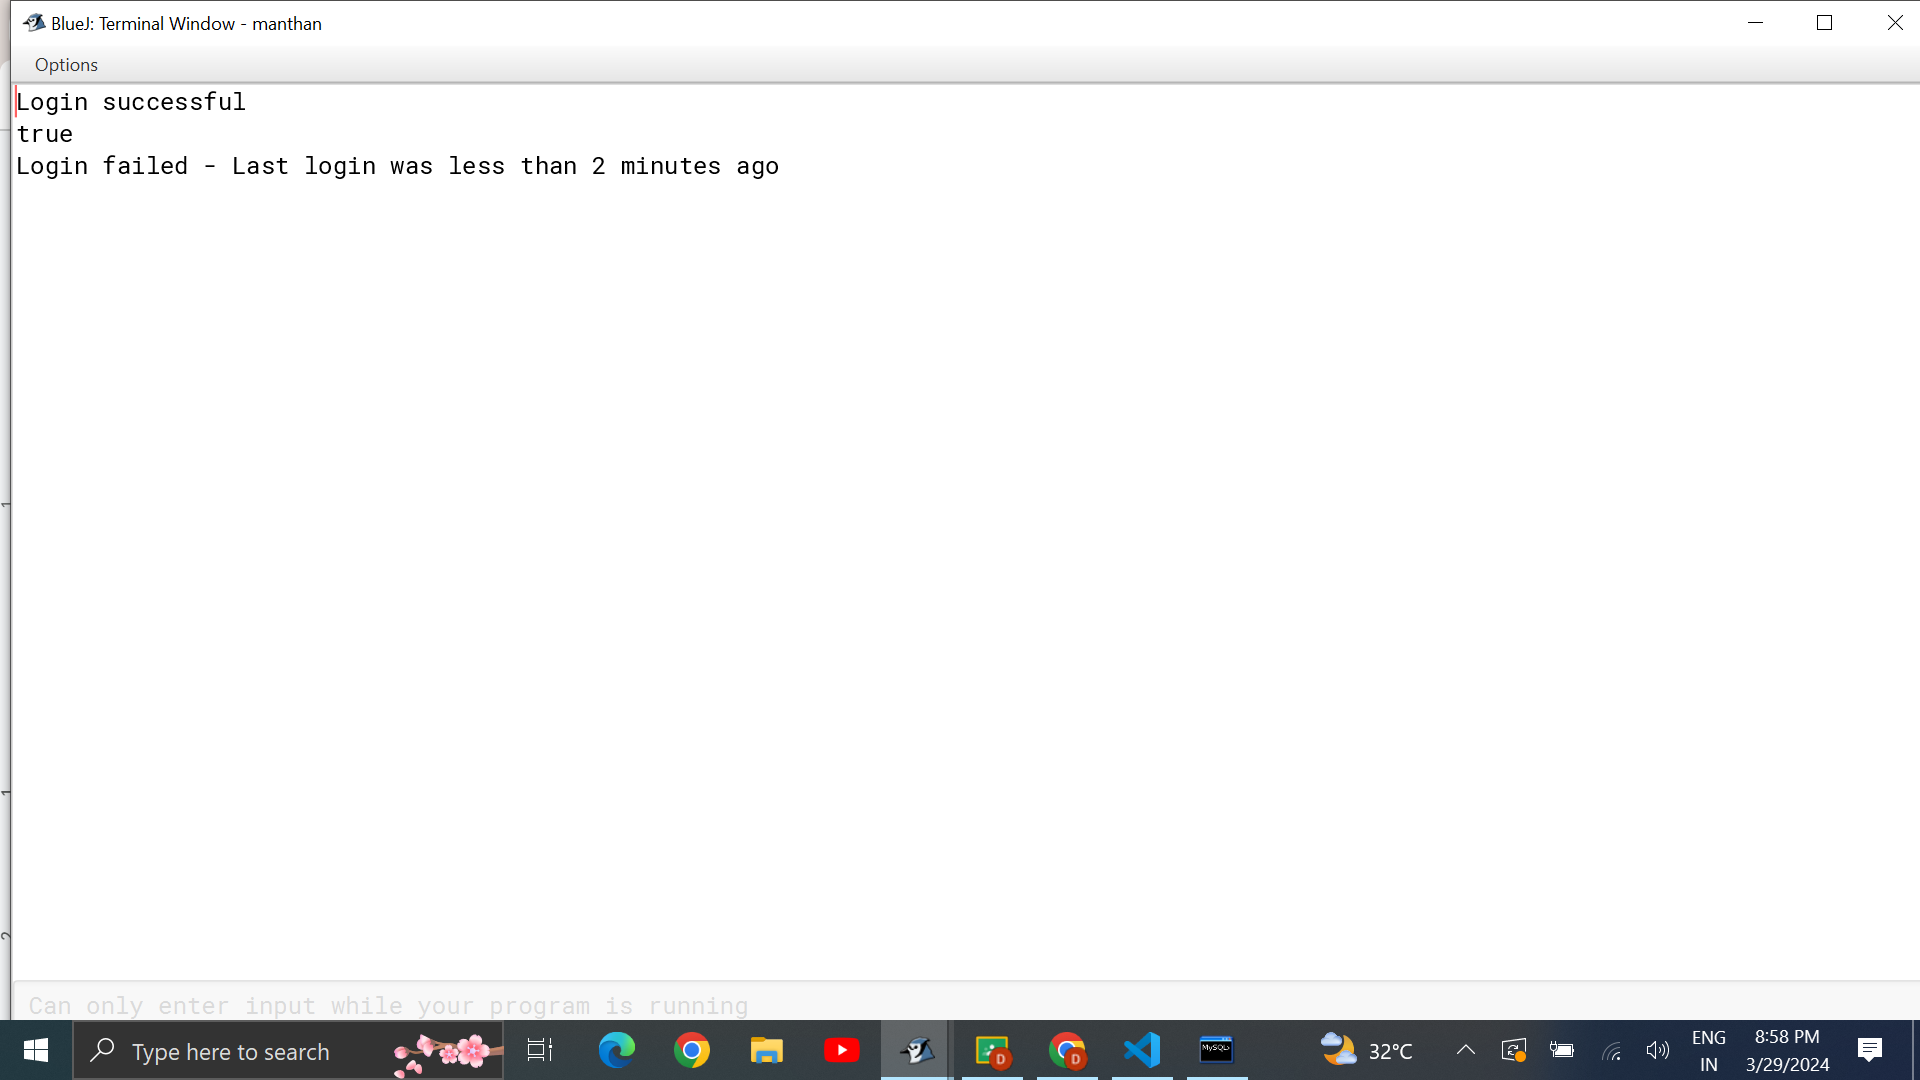 BlueJ: Terminal Window - manthan
Options
Login successful
true
Login failed - Last login was less than 2 minutes ago
Can only enter input while your program is running
Type here to search
MySQL>
D
D
32°C
ENG
IN
8:58 PM
3/29/2024